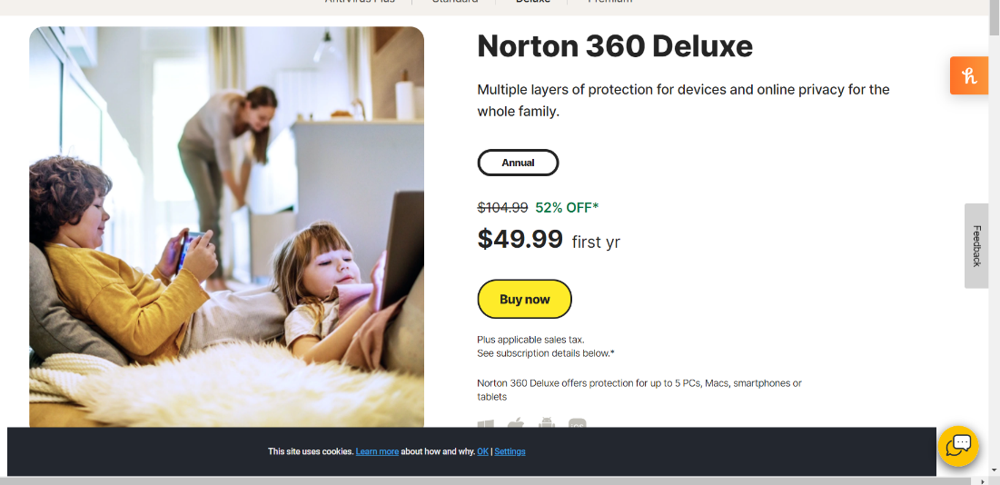 AntiVirus Plus
Standard
Deluxe
Premium
Norton 360 Deluxe
Multiple layers of protection for devices and online privacy for the
whole family.
Annual
$104.99 52% OFF*
$49.99 first yr
Buy now
Plus applicable sales tax.
See subscription details below.*
Norton 360 Deluxe offers protection for up to 5 PCs, Macs, smartphones or
tablets
iOS
Feedback
This site uses cookies. Learn more about how and why. OK | Settings